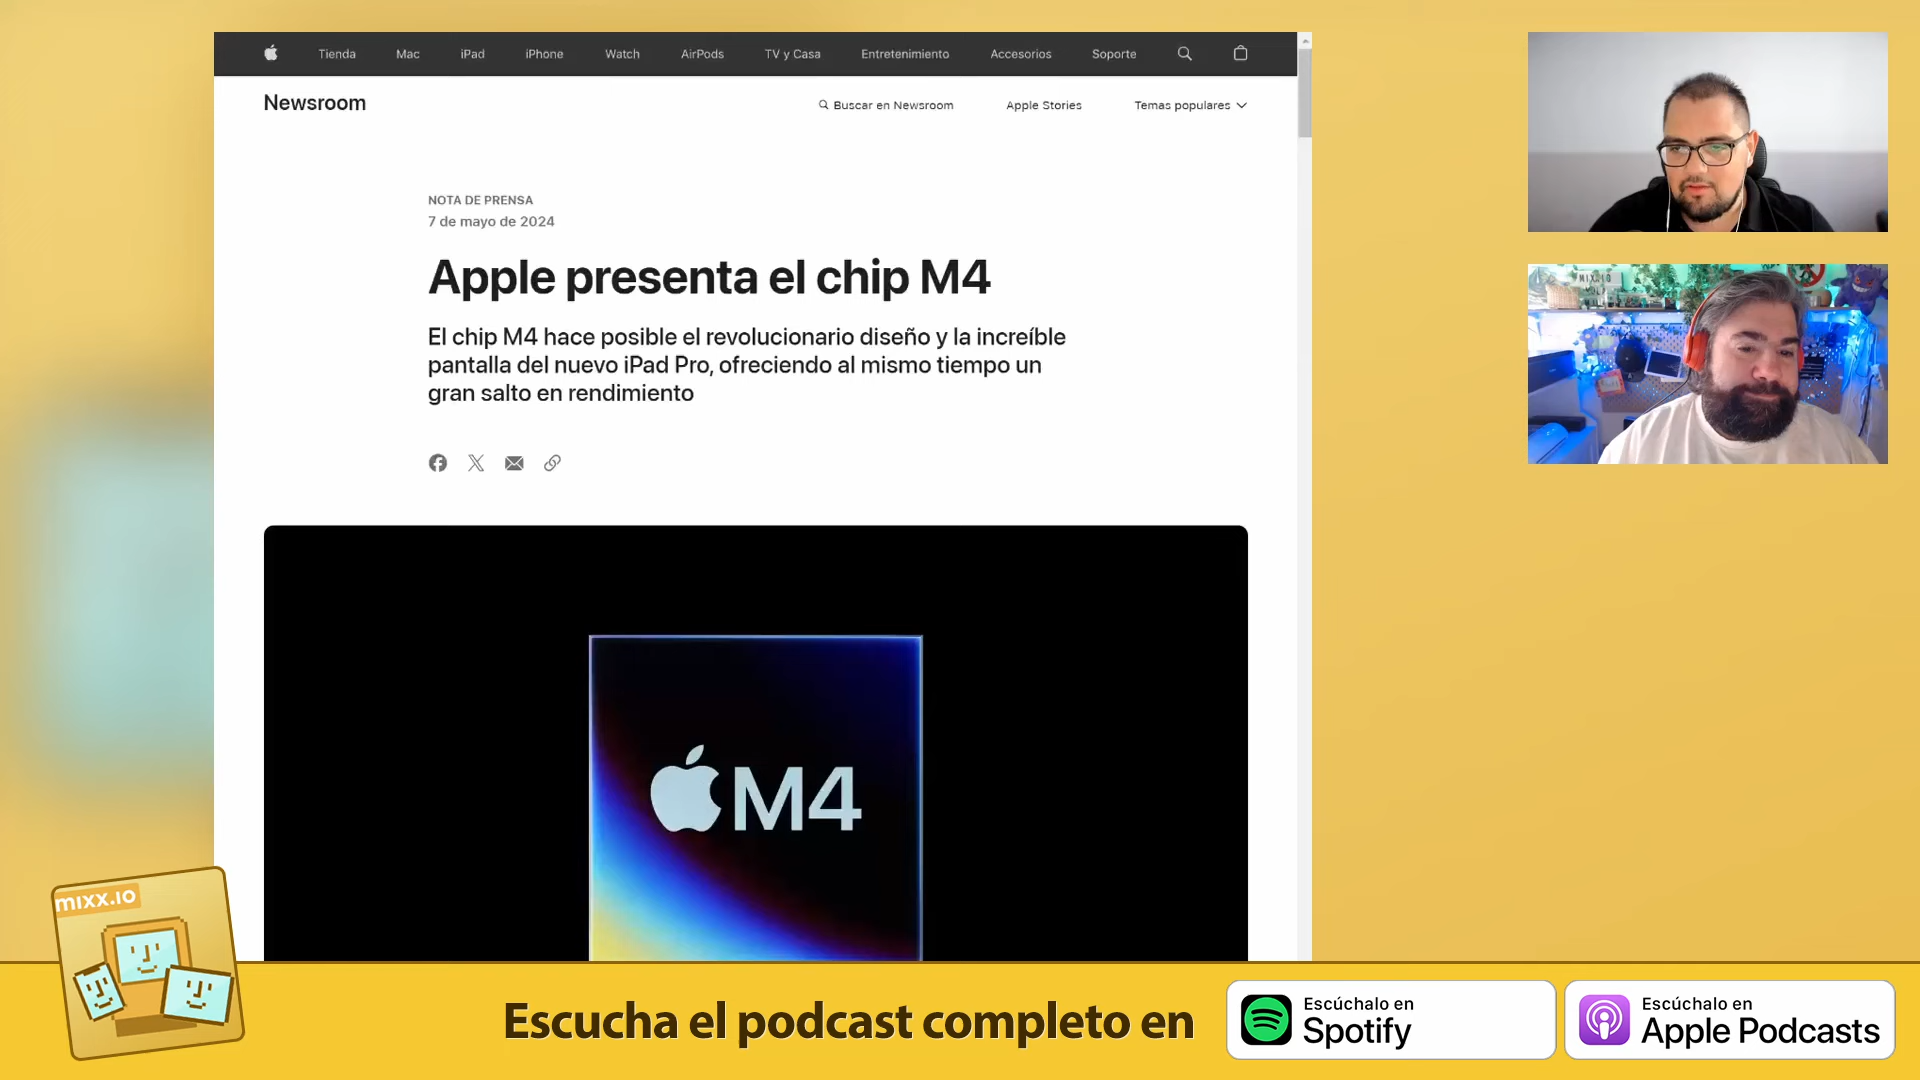 Tienda Mac iPad iPhone Watch AirPods TV y Casa Entretenimiento Accesorios Soporte
Newsroom
Buscar en Newsroom Apple Stories Temas populares
NOTA DE PRENSA
7 de mayo de 2024
Apple presenta el chip M4
El chip M4 hace posible el revolucionario diseño y la increíble
pantalla del nuevo iPad Pro, ofreciendo al mismo tiempo un
gran salto en rendimiento
M4
MIXX.IO
mixx.io
Escucha el podcast completo en
Escúchalo en
Spotify
Escúchalo en
Apple Podcasts